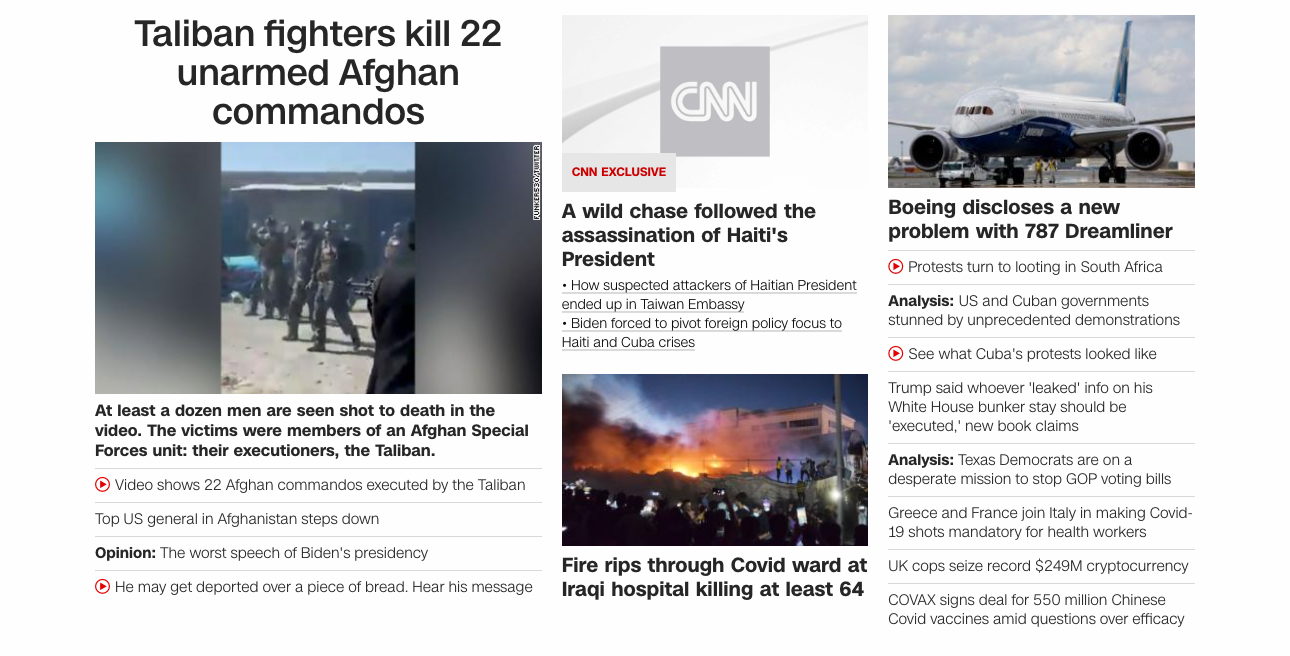 Taliban fighters kill 22
unarmed Afghan
commandos
FUNKER530/TWITTER
At least a dozen men are seen shot to death in the
video. The victims were members of an Afghan Special
Forces unit: their executioners, the Taliban.
Video shows 22 Afghan commandos executed by the Taliban
Top US general in Afghanistan steps down
Opinion: The worst speech of Biden's presidency
He may get deported over a piece of bread. Hear his message
CNN
CNN EXCLUSIVE
A wild chase followed the
assassination of Haiti's
President
• How suspected attackers of Haitian President
ended up in Taiwan Embassy
• Biden forced to pivot foreign policy focus to
Haiti and Cuba crises
Fire rips through Covid ward at
Iraqi hospital killing at least 64
Boeing discloses a new
problem with 787 Dreamliner
Protests turn to looting in South Africa
Analysis: US and Cuban governments
stunned by unprecedented demonstrations
See what Cuba's protests looked like
Trump said whoever 'leaked' info on his
White House bunker stay should be
'executed,' new book claims
Analysis: Texas Democrats are on a
desperate mission to stop GOP voting bills
Greece and France join Italy in making Covid-
19 shots mandatory for health workers
UK cops seize record $249M cryptocurrency
COVAX signs deal for 550 million Chinese
Covid vaccines amid questions over efficacy